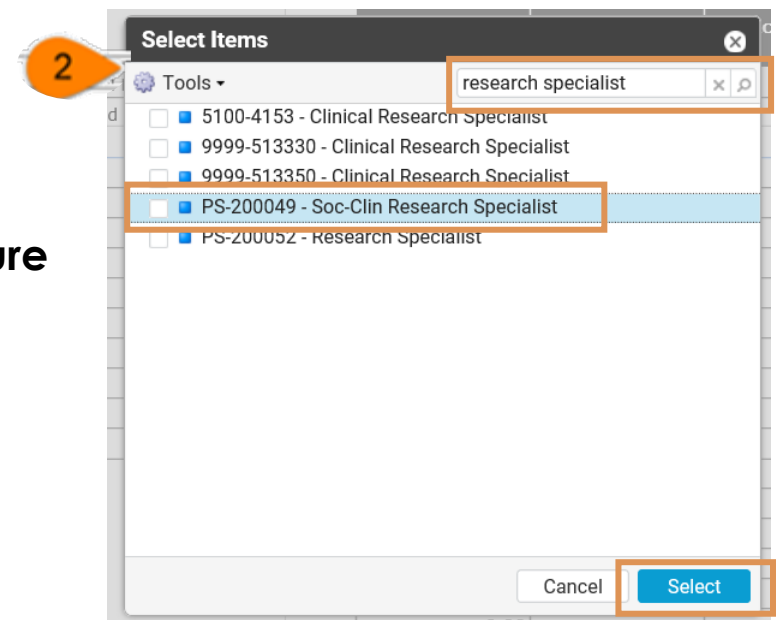 Select Items
2
Tools
research specialist
d
5100-4153 - Clinical Research Specialist
9999-513330 - Clinical Research Specialist
9999-513350 - Clinical Research Specialist
PS-200049 - Soc-Clin Research Specialist
PS-200052 - Research Specialist
ure
Cancel
Select